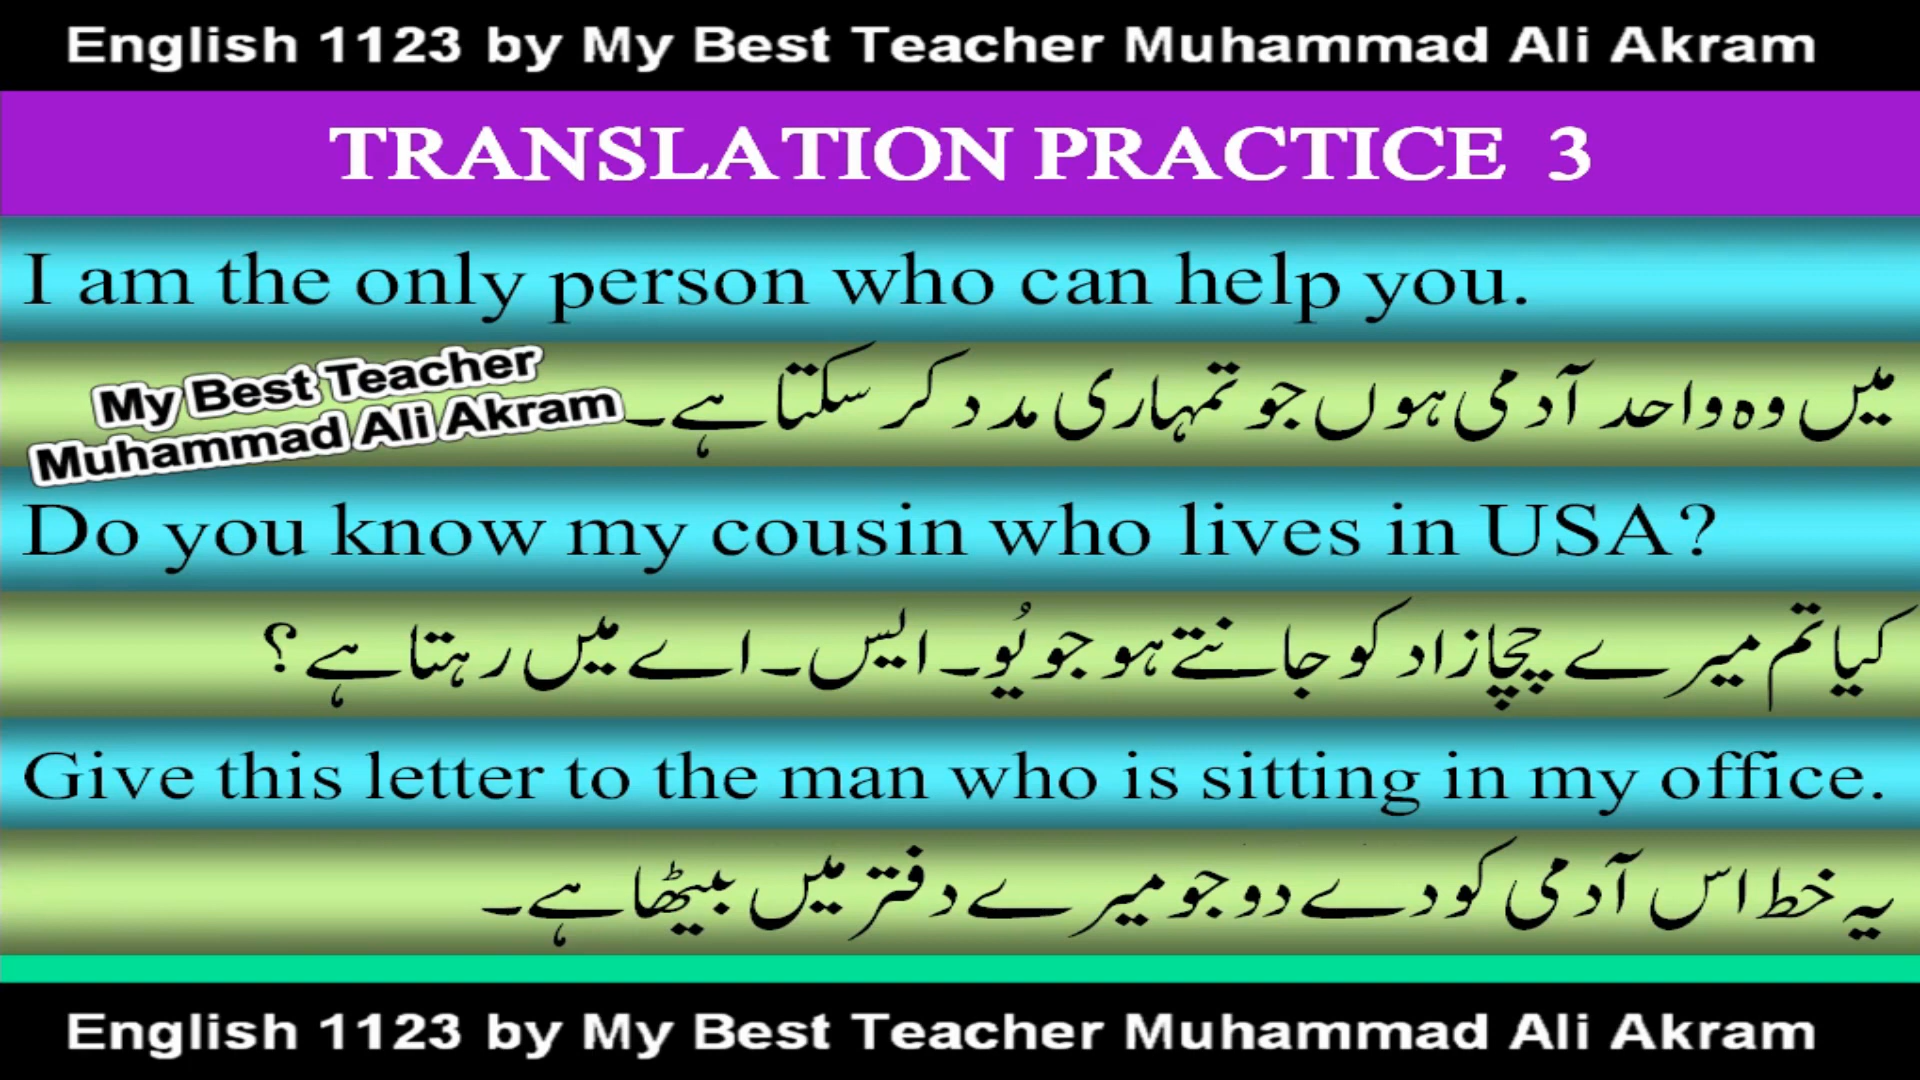 English 1123 by My Best Teacher Muhammad Ali Akram
TRANSLATION PRACTICE 3
I am the only person who can help you.
میں وہ واحد آدمی ہوں جو تمہاری مدد کر سکتا ہے۔
My Best Teacher
Muhammad Ali Akram
Do you know my cousin who lives in USA?
کیا تم میرے چچازاد کو جانتے ہو جو یُو۔ ایس۔ اے میں رہتا ہے؟
Give this letter to the man who is sitting in my office.
یہ خط اس آدمی کو دے دو جو میرے دفتر میں بیٹھا ہے۔
English 1123 by My Best Teacher Muhammad Ali Akram